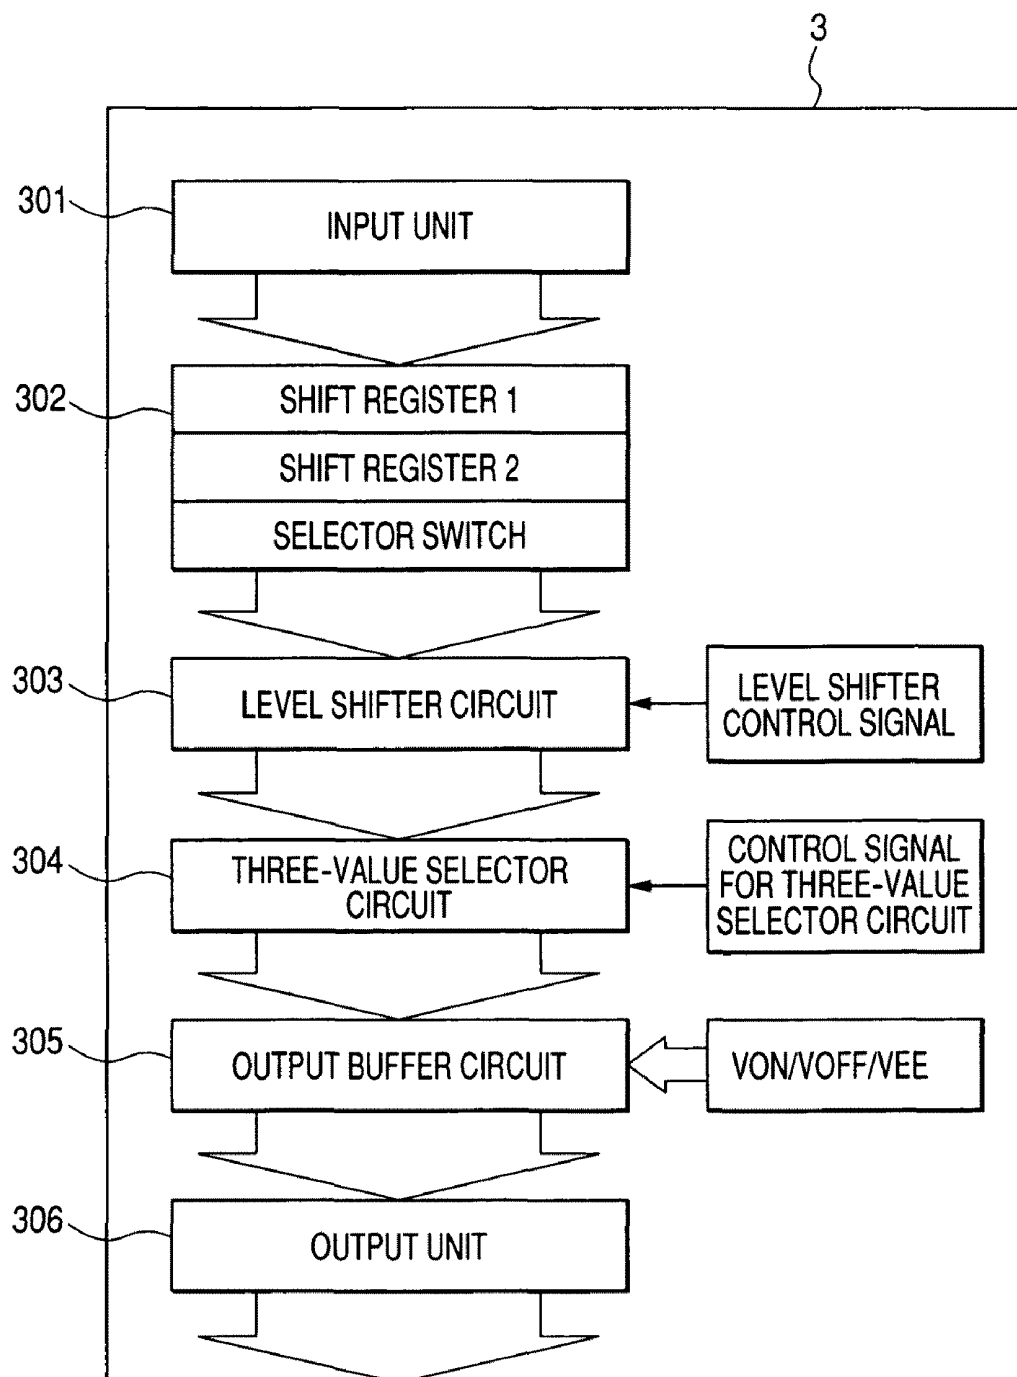 3
301
INPUT UNIT
302
SHIFT REGISTER 1
SHIFT REGISTER 2
SELECTOR SWITCH
303
LEVEL SHIFTER CIRCUIT
LEVEL SHIFTER
CONTROL SIGNAL
304
THREE-VALUE SELECTOR
CIRCUIT
CONTROL SIGNAL
FOR THREE-VALUE
SELECTOR CIRCUIT
305
OUTPUT BUFFER CIRCUIT
VON/VOFF/VEE
306
OUTPUT UNIT